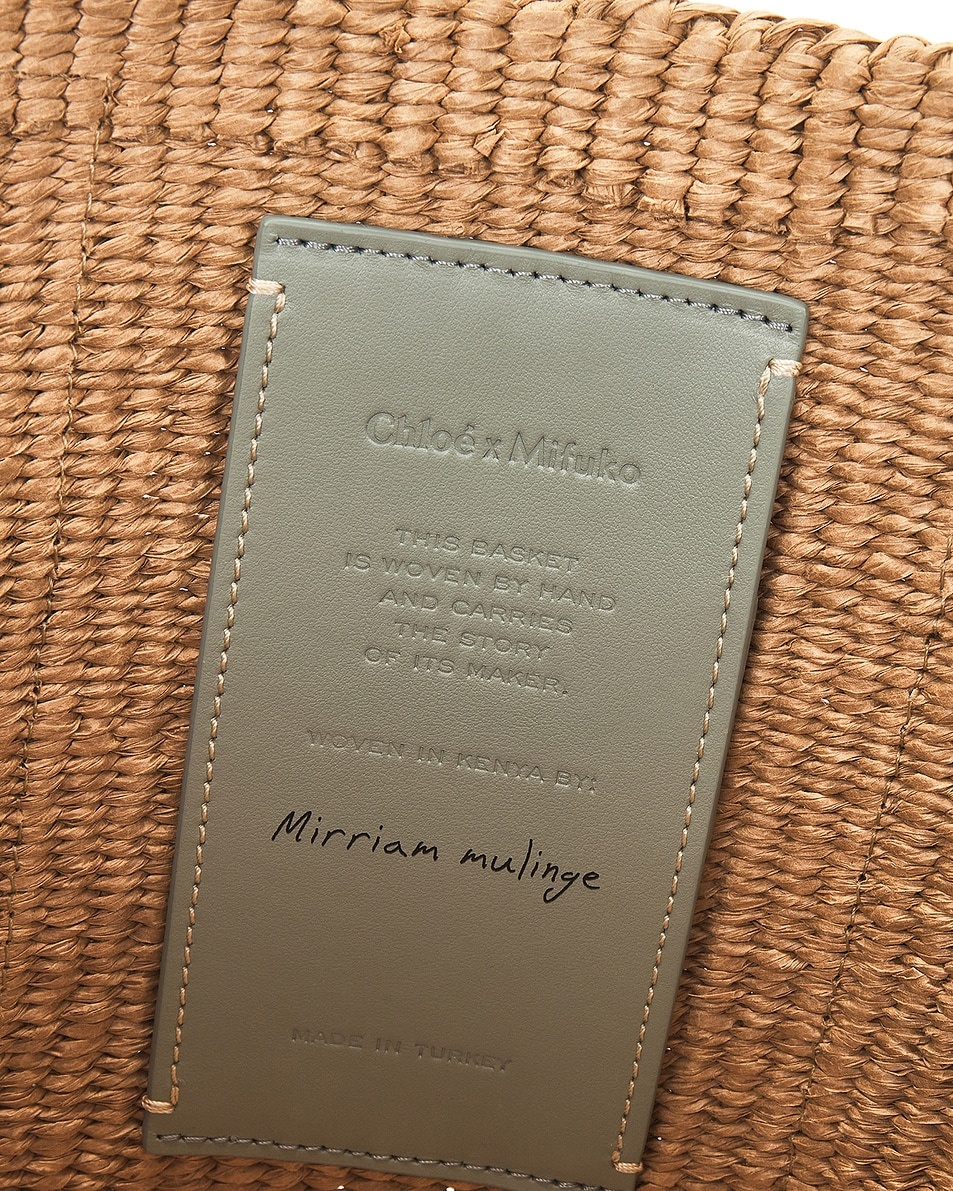 Chloé x Mifuko
THIS BASKET
IS WOVEN BY HAND
AND CARRIES
THE STORY
OF ITS MAKER.
WOVEN IN KENYA BY:
Mirriam mulinge
MADE IN TURKEY